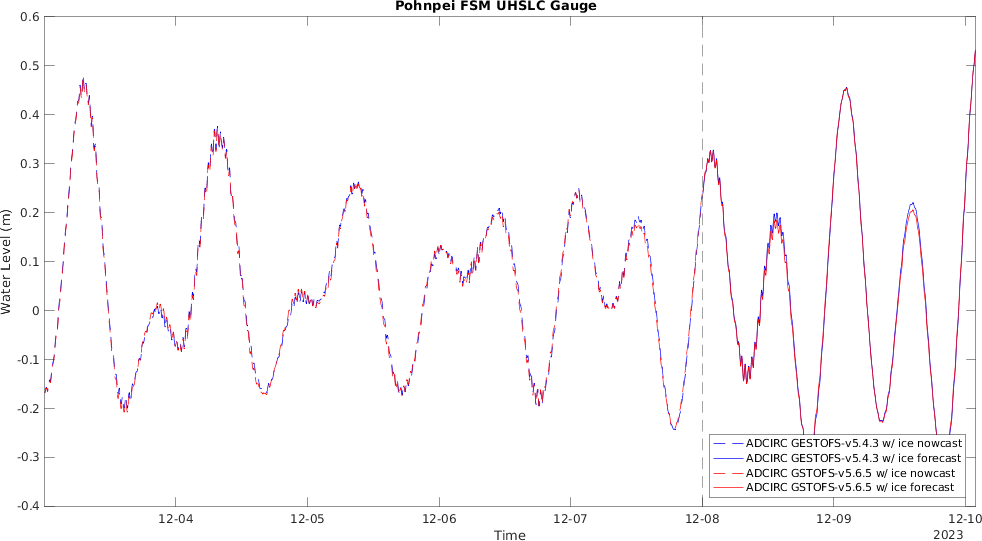 Pohnpei FSM UHSLC Gauge
0.6
0.5
0.4
0.3
0.2
0.1
0
-0.1
-0.2
-0.3
-0.4
Water Level (m)
ADCIRC GESTOFS-v5.4.3 w/ ice nowcast
ADCIRC GESTOFS-v5.4.3 w/ ice forecast
ADCIRC GSTOFS-v5.6.5 w/ ice nowcast
ADCIRC GSTOFS-v5.6.5 w/ ice forecast
12-04 12-05 12-06 12-07 12-08 12-09 12-10
Time
2023